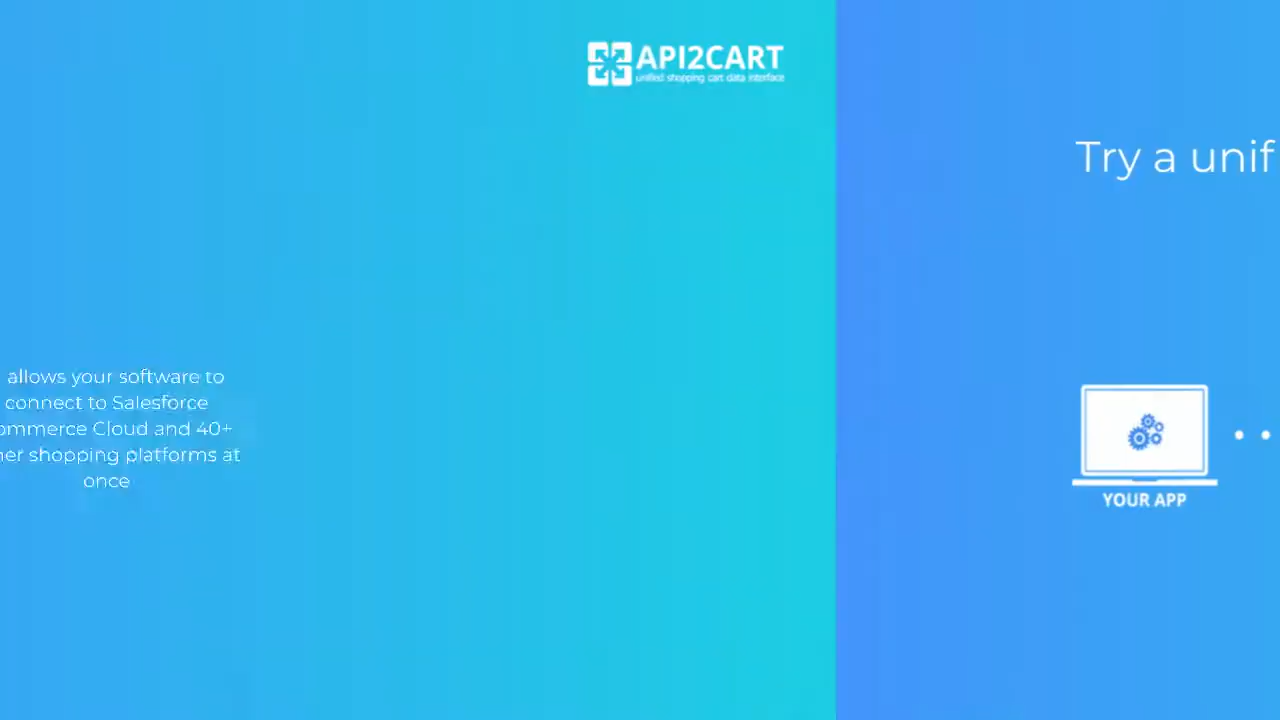 API2CART
unified shopping cart data interface
Try a unif
allows your software to
connect to Salesforce
ommerce Cloud and 40+
er shopping platforms at
once
YOUR APP